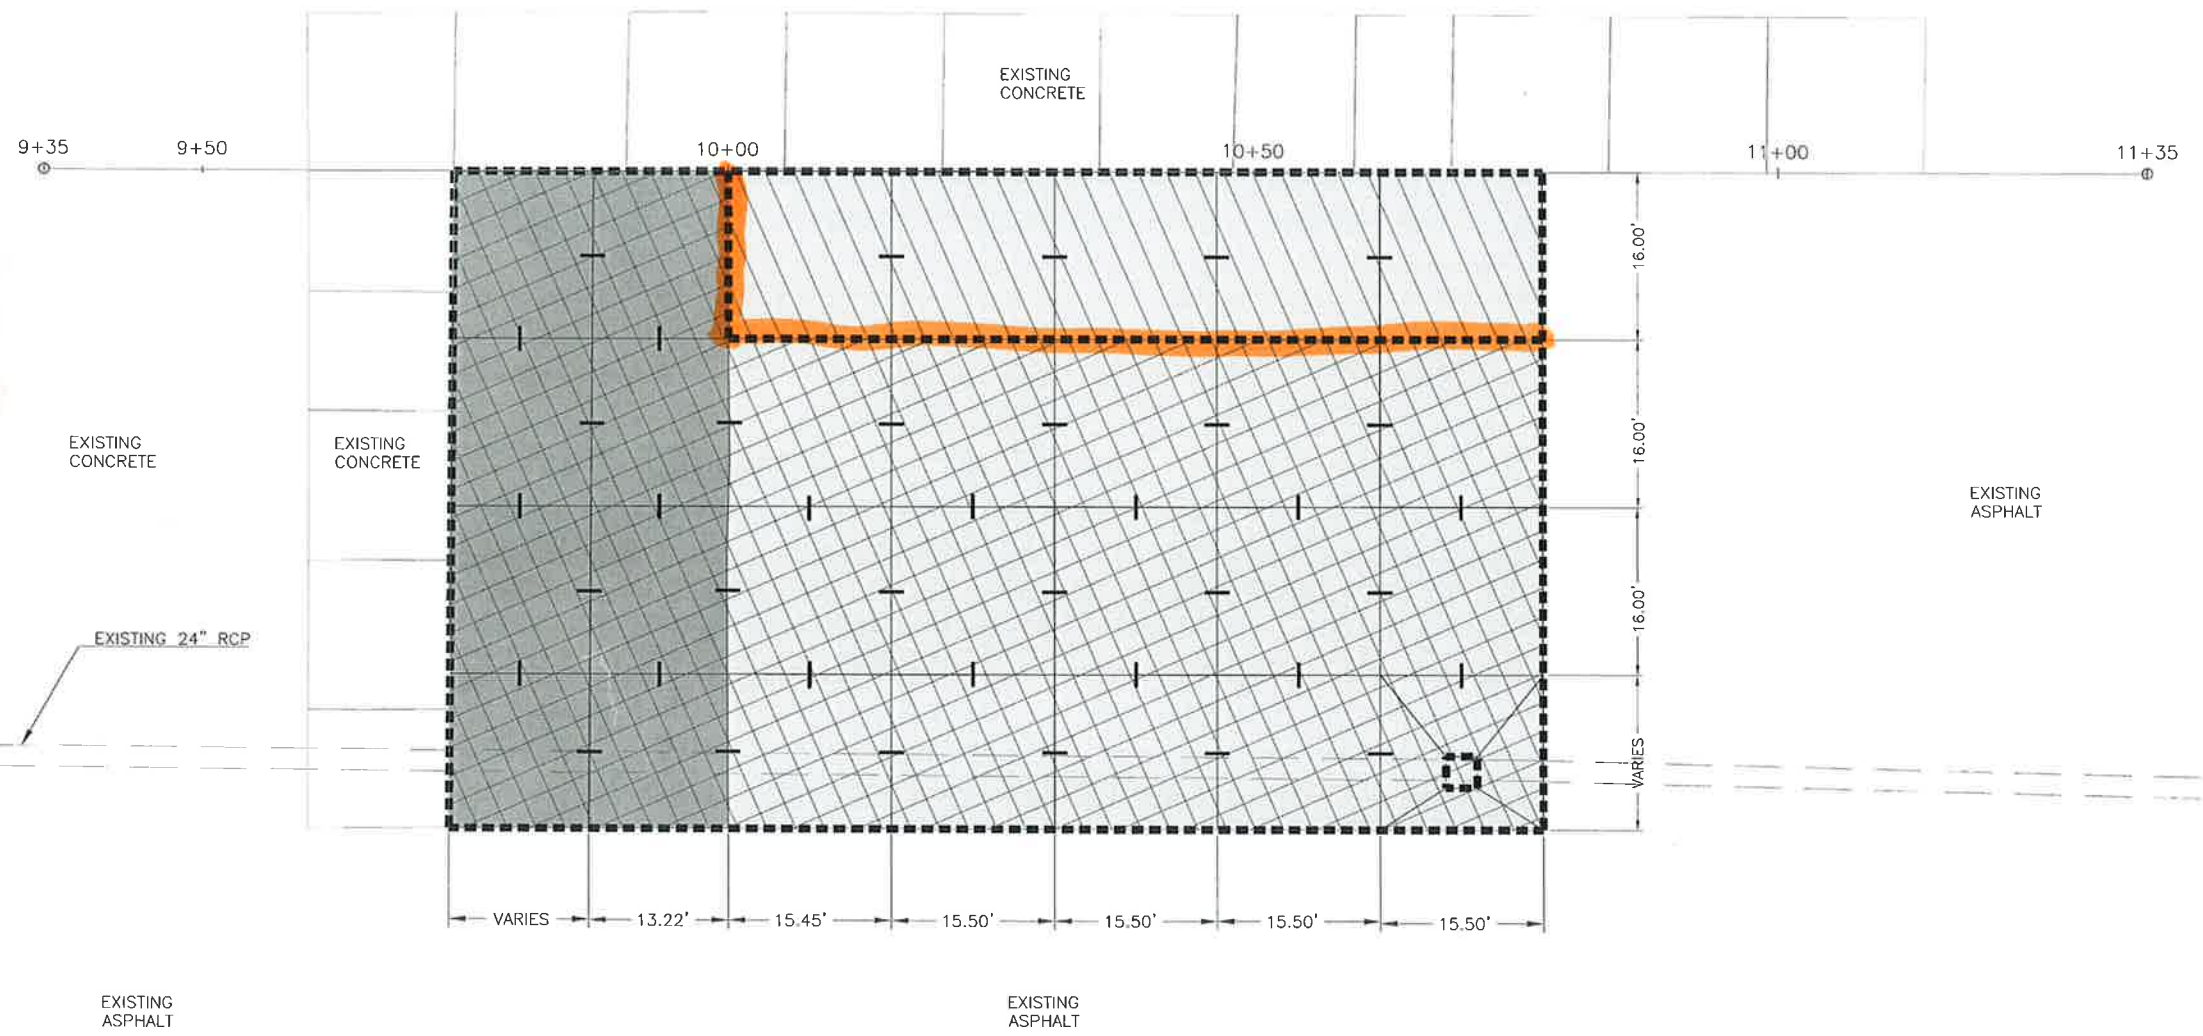 EXISTING
CONCRETE
9+35
9+50
10+00
10+50
11+00
11+35
16.00'
16.00'
16.00'
VARIES
EXISTING
CONCRETE
EXISTING
CONCRETE
EXISTING
ASPHALT
EXISTING 24" RCP
VARIES
13.22'
15.45'
15.50'
15.50'
15.50'
15.50'
EXISTING
ASPHALT
EXISTING
ASPHALT